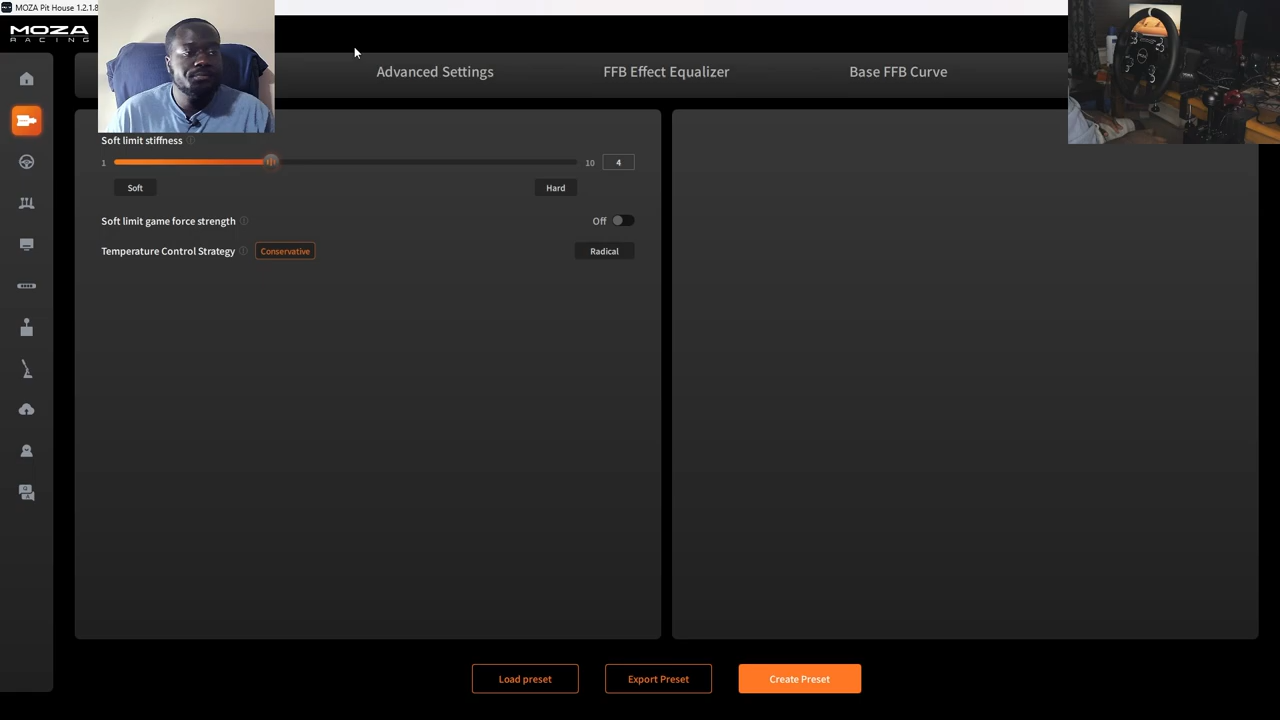 MOZA Pit House 1.2.1.8
MOZA
RACING
Advanced Settings
FFB Effect Equalizer
Base FFB Curve
Soft limit stiffness
1
10
4
Soft
Hard
Soft limit game force strength
Off
Temperature Control Strategy
Conservative
Radical
Load preset
Export Preset
Create Preset